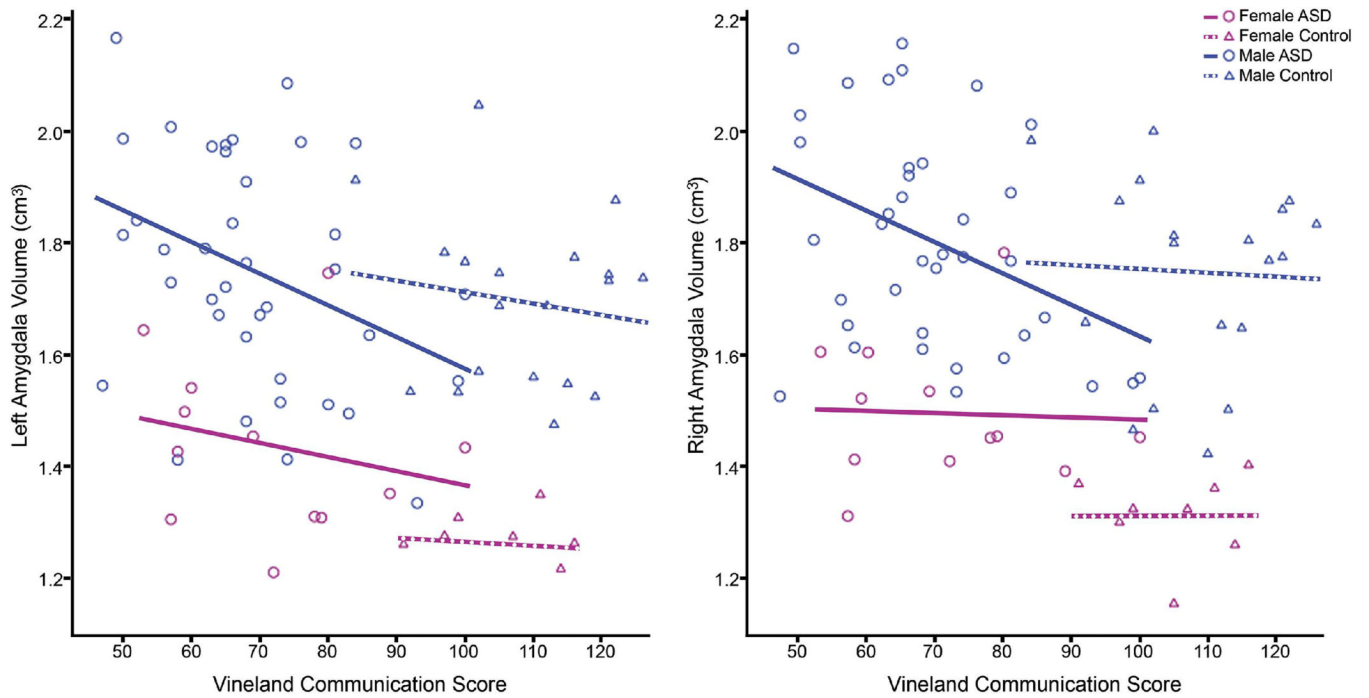 Left Amygdala Volume (cm³)
2.2
2.0
1.8
1.6
1.4
1.2
50 60 70 80 90 100 110 120
Vineland Communication Score
Right Amygdala Volume (cm³)
2.2
2.0
1.8
1.6
1.4
1.2
50 60 70 80 90 100 110 120
Vineland Communication Score
Female ASD
Female Control
Male ASD
Male Control